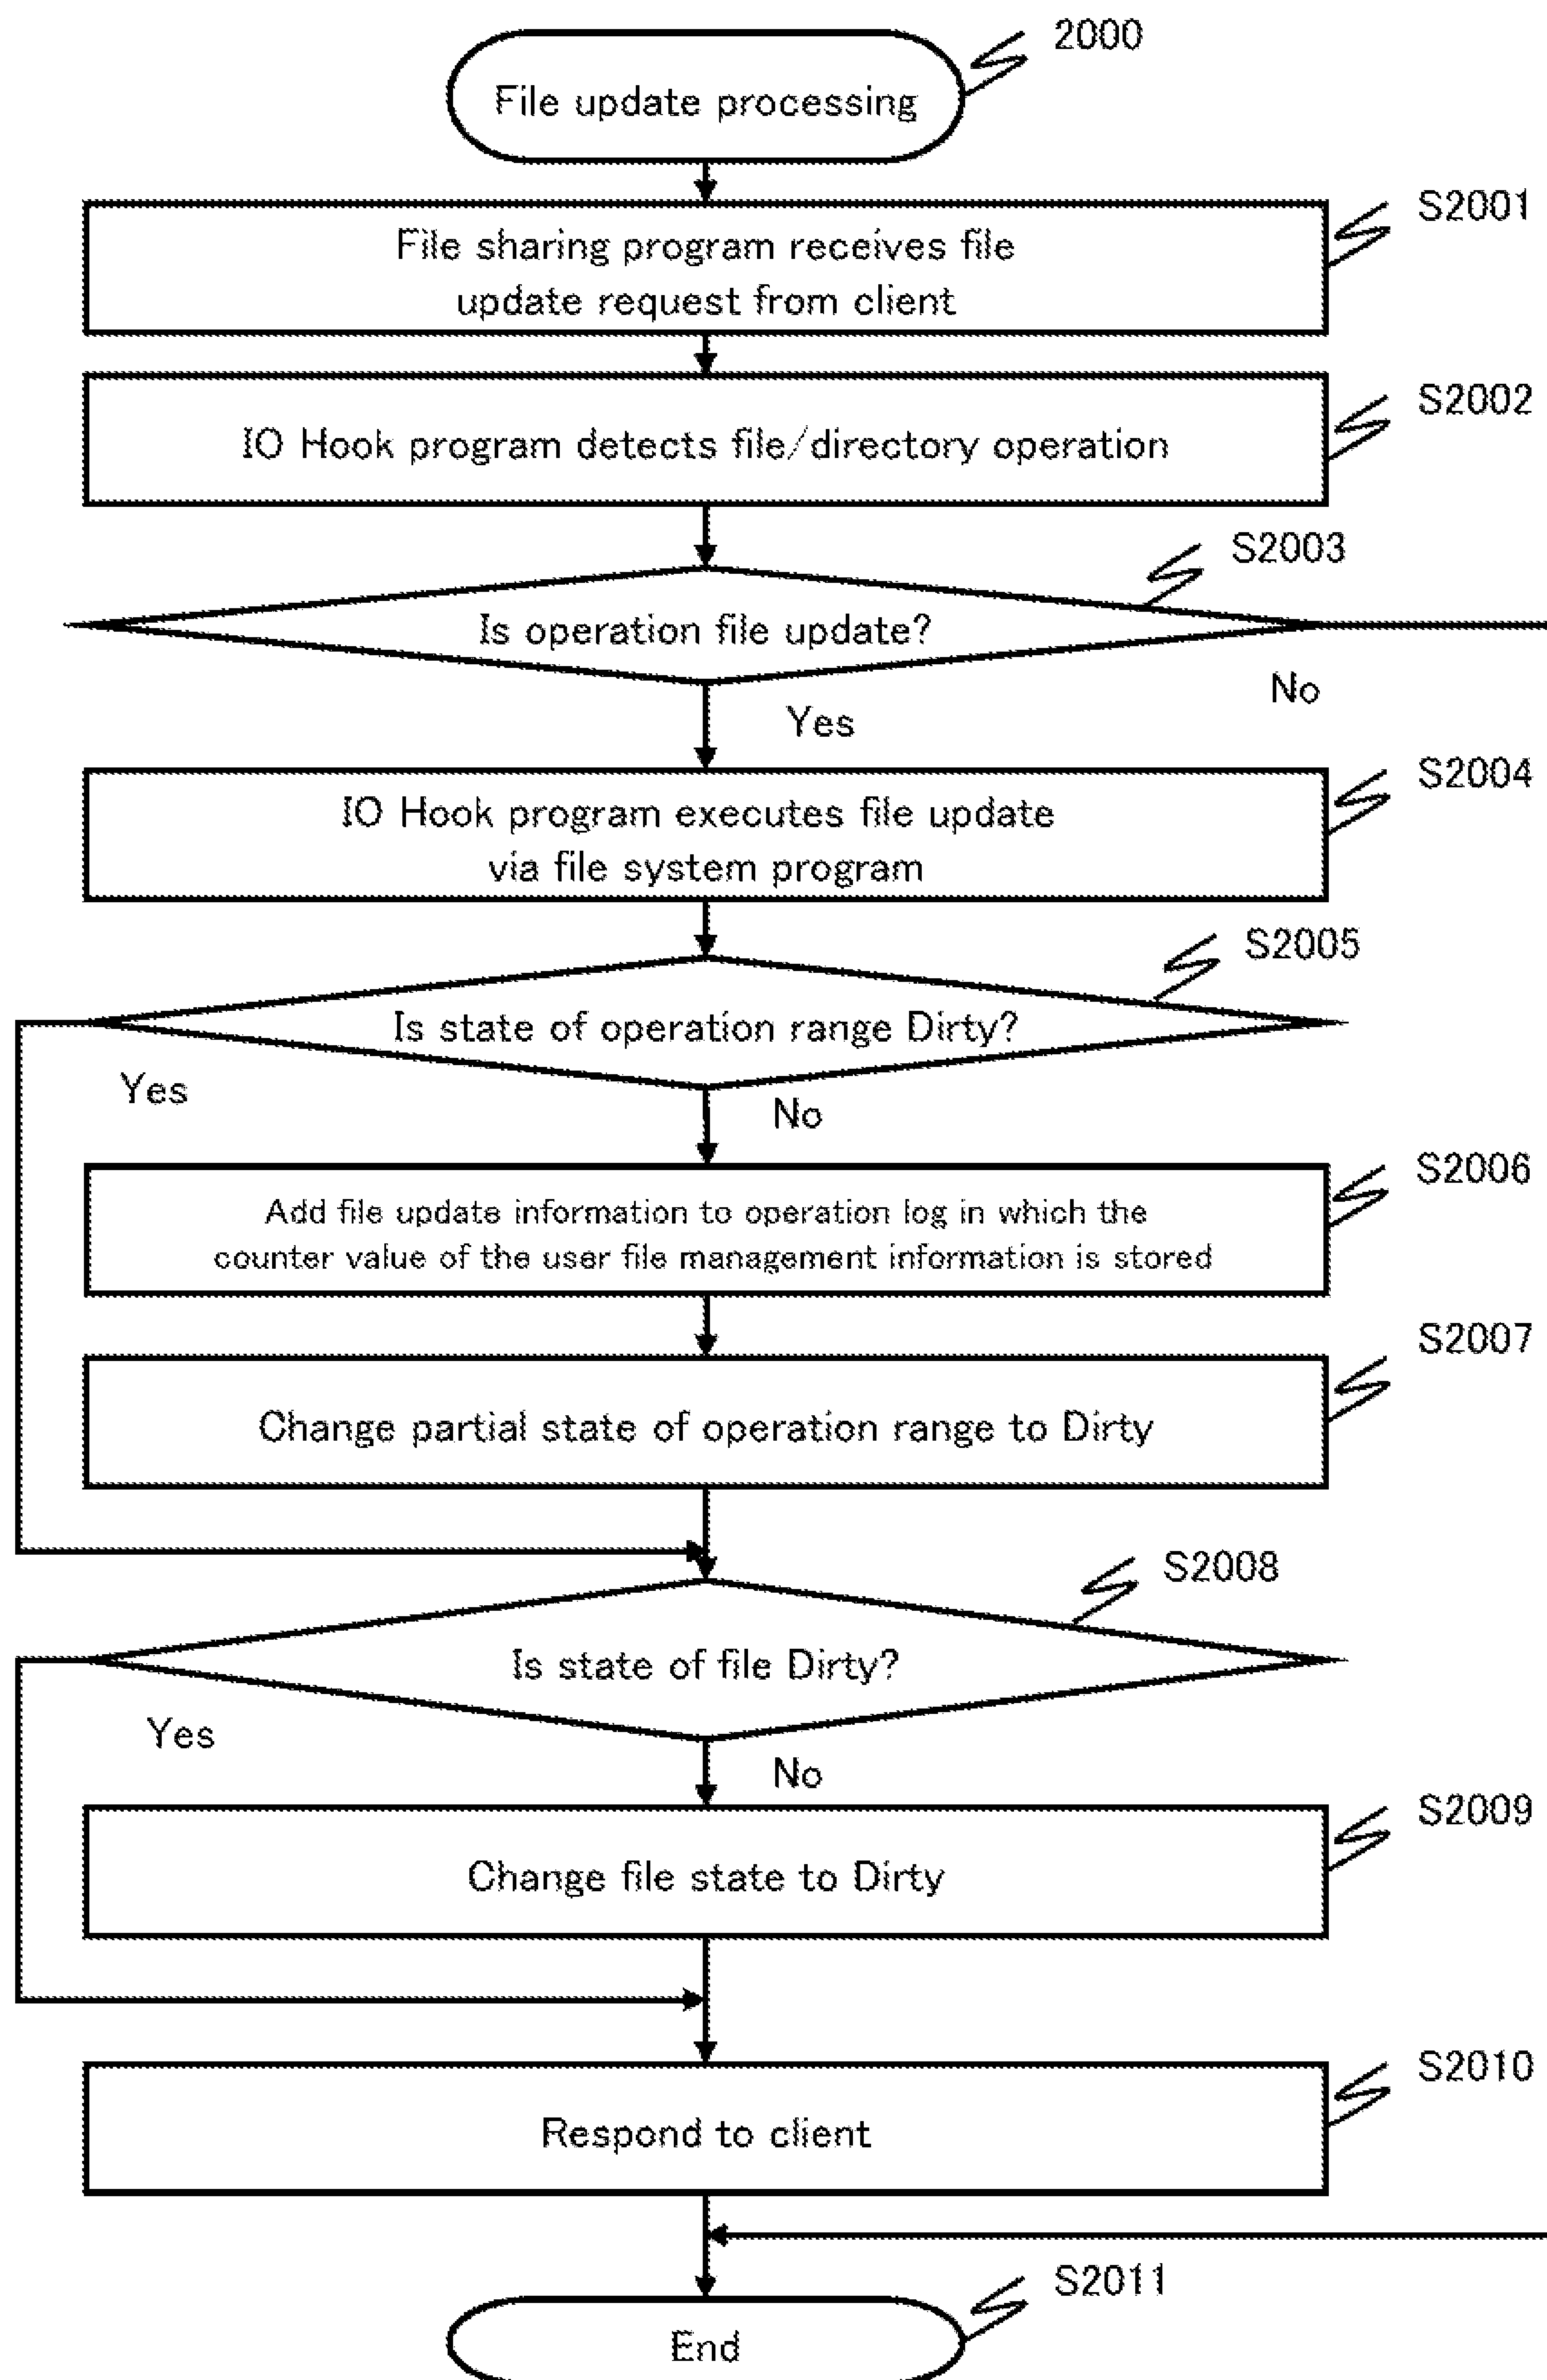 2000
File update processing
S2001
File sharing program receives file
update request from client
S2002
IO Hook program detects file/directory operation
S2003
Is operation file update?
No
Yes
S2004
IO Hook program executes file update
via file system program
S2005
Is state of operation range Dirty?
Yes
No
S2006
Add file update information to operation log in which the
counter value of the user file management information is stored
S2007
Change partial state of operation range to Dirty
S2008
Is state of file Dirty?
Yes
No
S2009
Change file state to Dirty
S2010
Respond to client
S2011
End